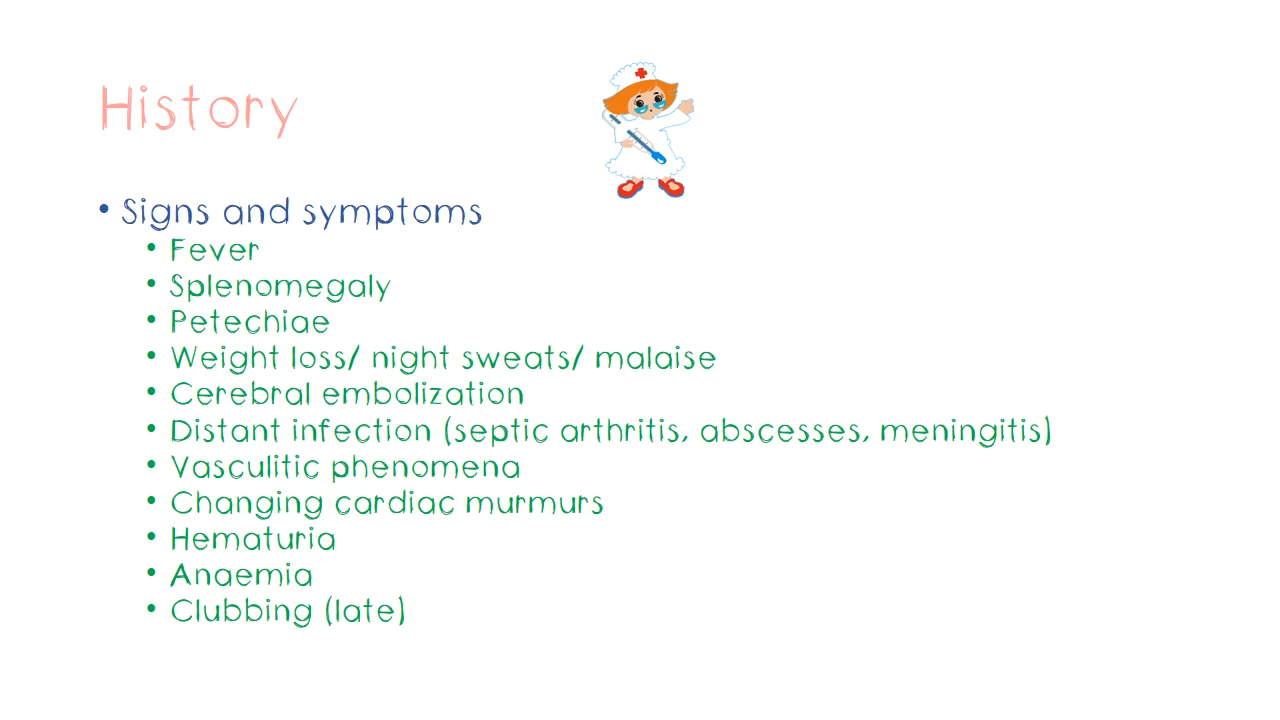 History
• Signs and symptoms
• Fever
• Splenomegaly
• Petechiae
• Weight loss/ night sweats/ malaise
• Cerebral embolization
• Distant infection (septic arthritis, abscesses, meningitis)
• Vasculitic phenomena
• Changing cardiac murmurs
• Hematuria
• Anaemia
• Clubbing (late)